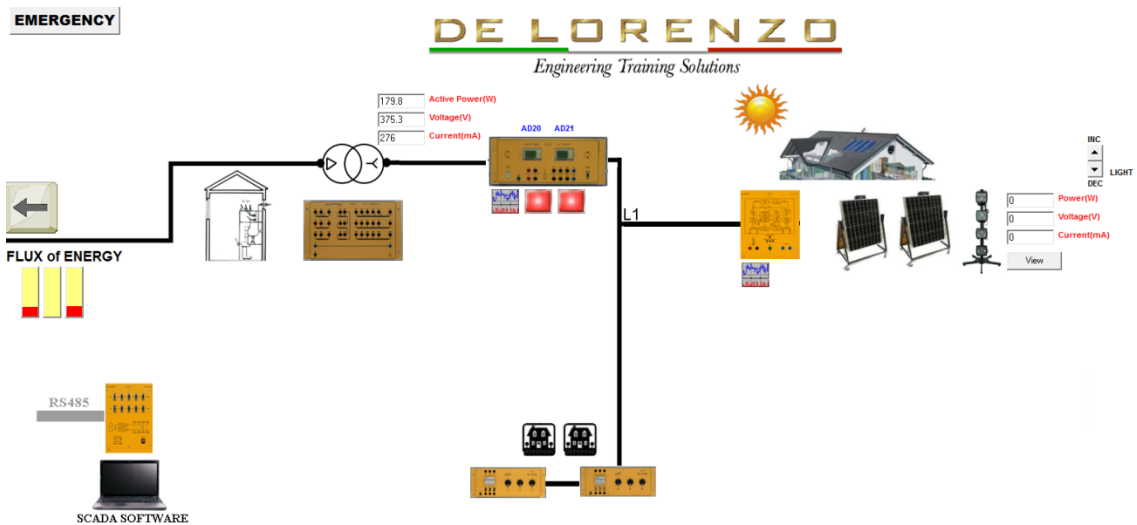 EMERGENCY
DE LORENZO
Engineering Training Solutions
179.8 Active Power(W)
375.3 Voltage(V)
276 Current(mA)
AD20 AD21
INC
LIGHT
DEC
L1
0 Power(W)
0 Voltage(V)
0 Current(mA)
View
FLUX of ENERGY
RS485
SCADA SOFTWARE